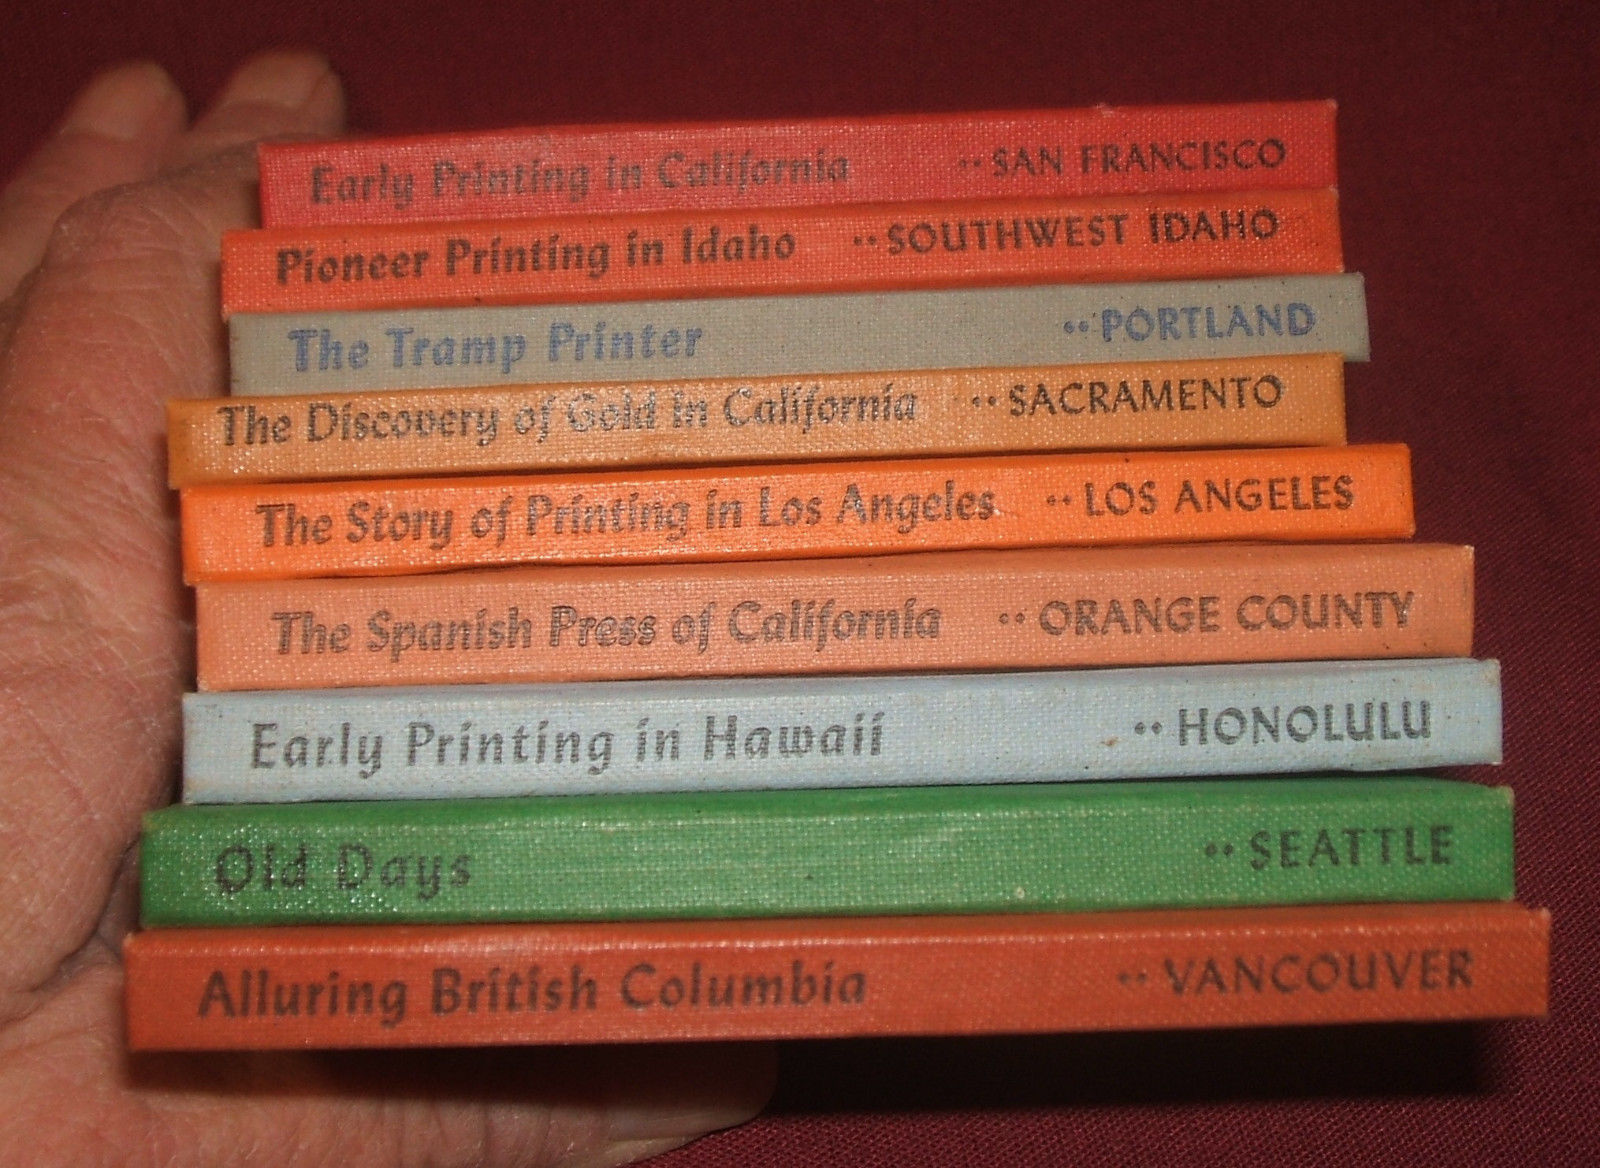 Early Printing in California •• SAN FRANCISCO
Pioneer Printing in Idaho •• SOUTHWEST IDAHO
The Tramp Printer •• PORTLAND
The Discovery of Gold in California •• SACRAMENTO
The Story of Printing in Los Angeles •• LOS ANGELES
The Spanish Press of California •• ORANGE COUNTY
Early Printing in Hawaii •• HONOLULU
Old Days •• SEATTLE
Alluring British Columbia •• VANCOUVER